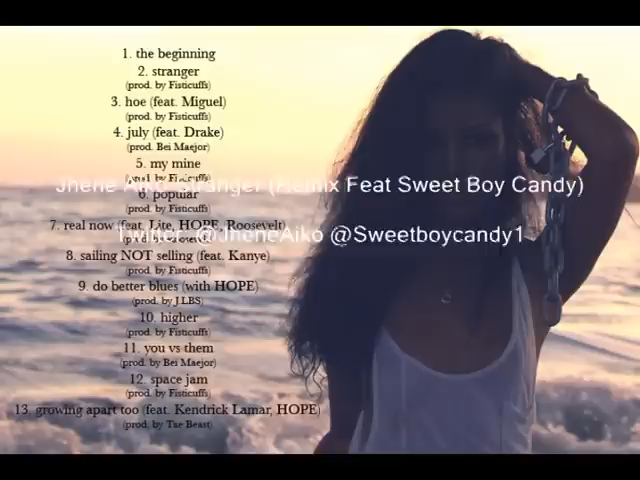 1. the beginning
2. stranger
(prod. by Fisticuffs)
3. hoe (feat. Miguel)
(prod. by Fisticuffs)
4. july (feat. Drake)
(prod. Bei Maejor)
5. my mine
(prod. by Fisticuffs)
Jhene Aiko-Stranger (Remix Feat Sweet Boy Candy)
6. popular
(prod. by Fisticuffs)
7. real now (feat. Lite, HOPE, Roosevelt)
Twitter: @JheneAiko @Sweetboycandy1
8. sailing NOT selling (feat. Kanye)
(prod. by Fisticuffs)
9. do better blues (with HOPE)
(prod. by J.LBS)
10. higher
(prod. by Fisticuffs)
11. you vs them
(prod. by Bei Maejor)
12. space jam
(prod. by Fisticuffs)
13. growing apart too (feat. Kendrick Lamar, HOPE)
(prod. by Tae Beast)